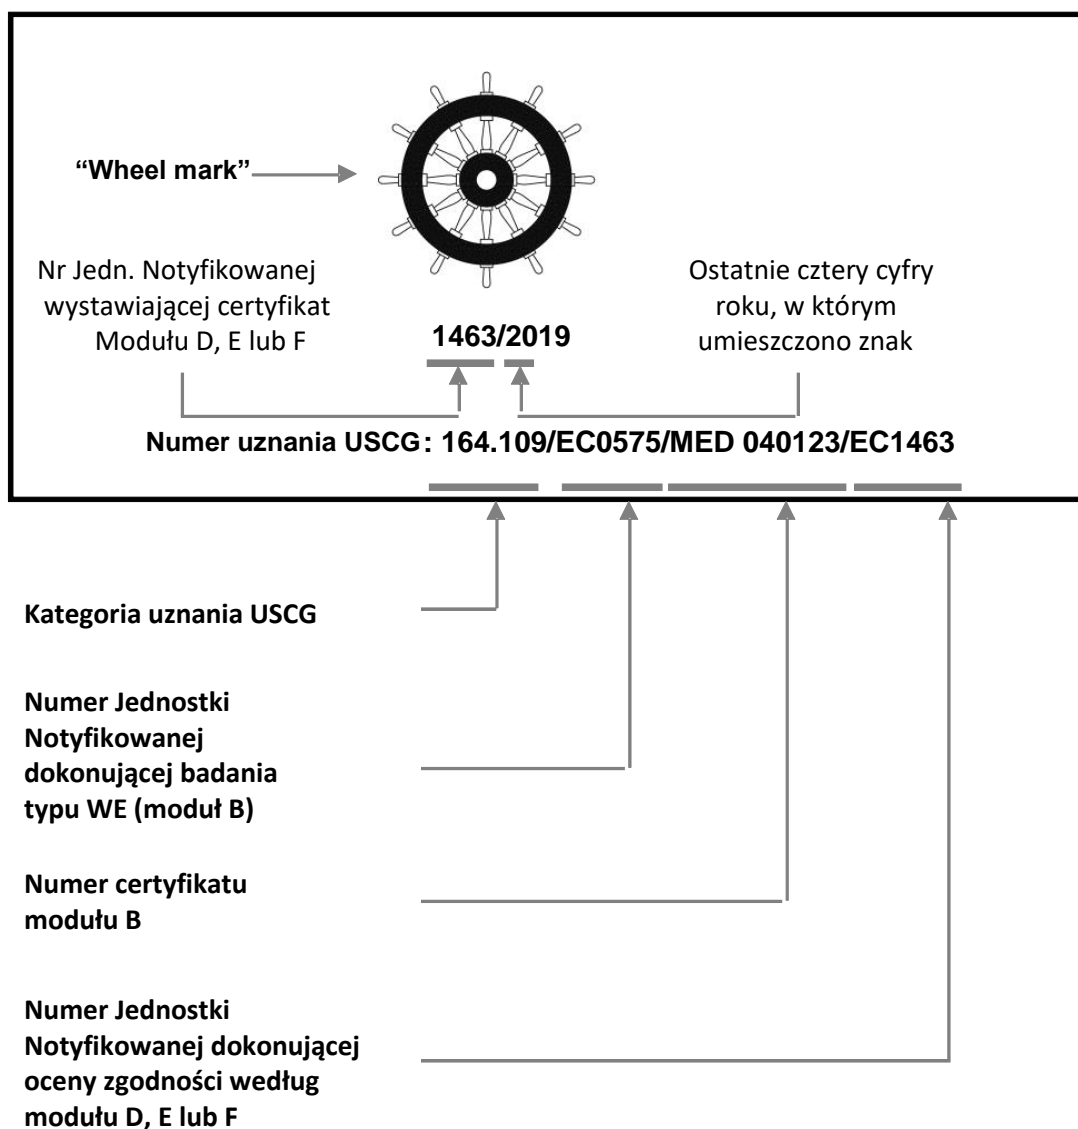 “Wheel mark”
Nr Jedn. Notyfikowanej
wystawiającej certyfikat
Modułu D, E lub F
Ostatnie cztery cyfry
roku, w którym
umieszczono znak
1463/2019
Numer uznania USCG: 164.109/EC0575/MED 040123/EC1463
Kategoria uznania USCG
Numer Jednostki
Notyfikowanej
dokonującej badania
typu WE (moduł B)
Numer certyfikatu
modułu B
Numer Jednostki
Notyfikowanej dokonującej
oceny zgodności według
modułu D, E lub F